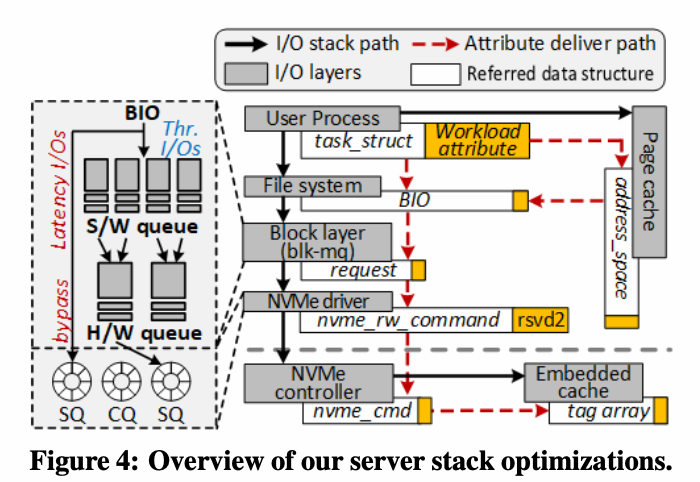 I/O stack path
Attribute deliver path
I/O layers
Referred data structure
BIO
Thr.
I/Os
Latency I/Os
bypass
S/W queue
H/W queue
SQ
CQ
SQ
User Process
task_struct
Workload
attribute
Page cache
address_space
File system
BIO
Block layer
(blk-mq)
request
NVMe driver
nvme_rw_command
rsvd2
NVMe
controller
nvme_cmd
Embedded
cache
tag array
Figure 4: Overview of our server stack optimizations.